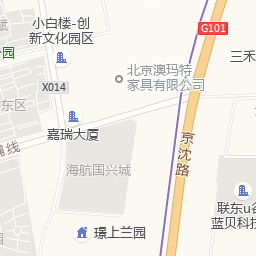 小白楼-创
新文化园区
G101
三禾
公园
北京澳玛特
家具有限公司
X014
东区
嘉瑞大厦
京沈路
辅线
海航国兴城
联东u谷
蓝贝科技
璟上兰园